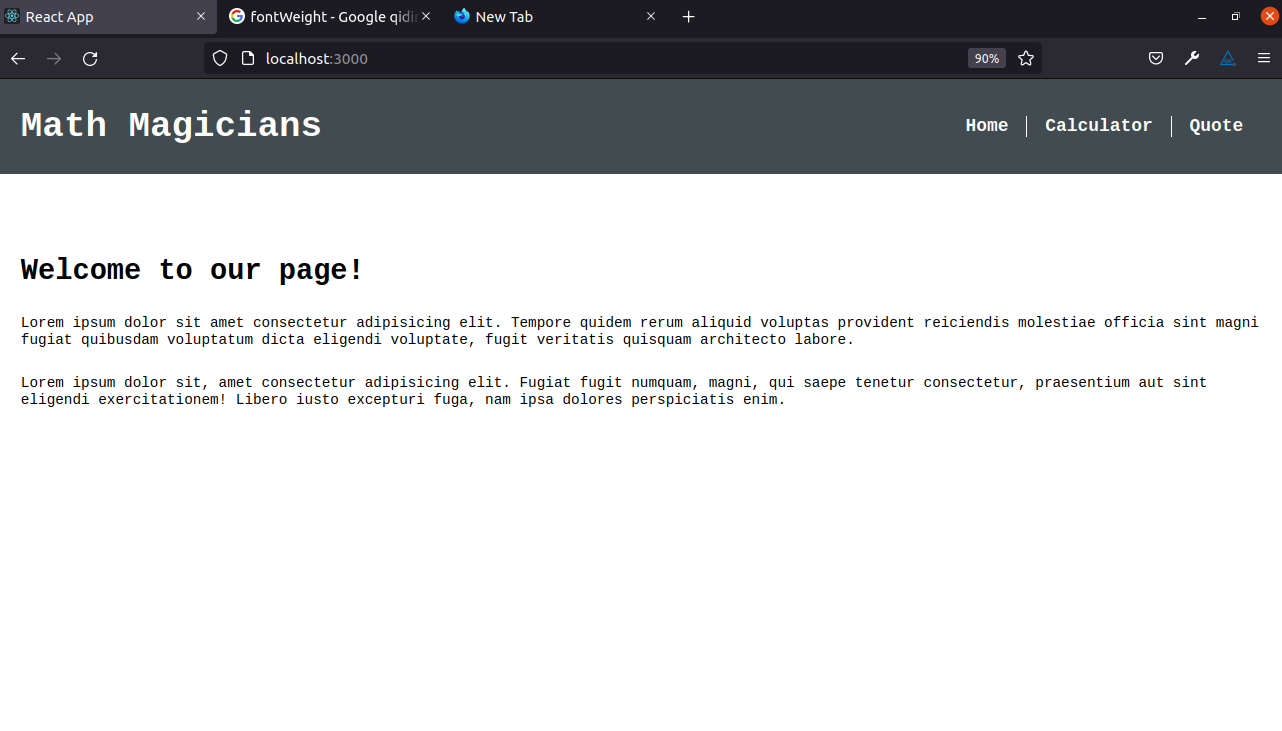 React App
fontWeight - Google qidi
New Tab
localhost:3000
90%
Math Magicians
Home
Calculator
Quote
Welcome to our page!
Lorem ipsum dolor sit amet consectetur adipisicing elit. Tempore quidem rerum aliquid voluptas provident reiciendis molestiae officia sint magni
fugiat quibusdam voluptatum dicta eligendi voluptate, fugit veritatis quisquam architecto labore.
Lorem ipsum dolor sit, amet consectetur adipisicing elit. Fugiat fugit numquam, magni, qui saepe tenetur consectetur, praesentium aut sint
eligendi exercitationem! Libero iusto excepturi fuga, nam ipsa dolores perspiciatis enim.